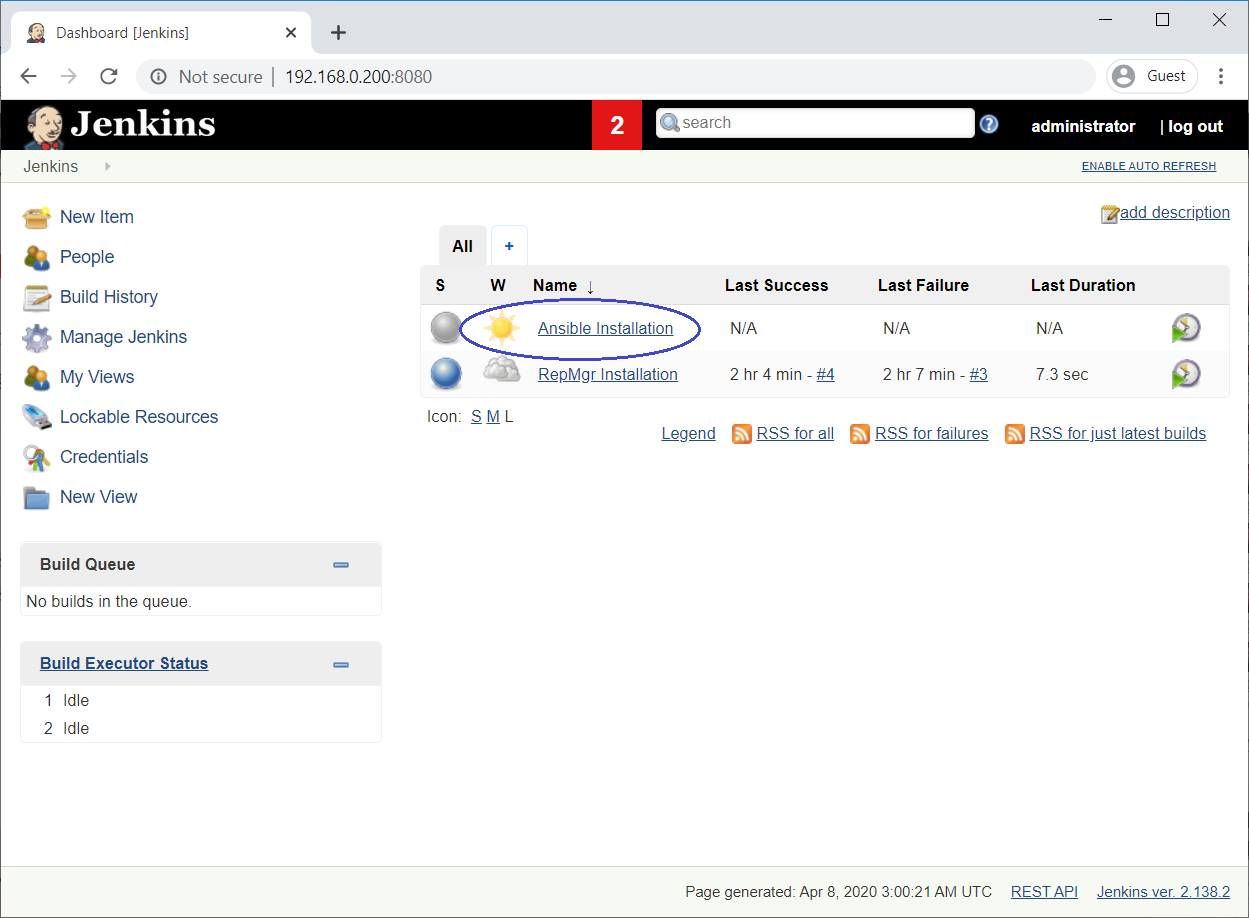 Dashboard [Jenkins]
Not secure | 192.168.0.200:8080
Guest
Jenkins
2
search
administrator
| log out
Jenkins
ENABLE AUTO REFRESH
New Item
People
Build History
Manage Jenkins
My Views
Lockable Resources
Credentials
New View
Build Queue
No builds in the queue.
Build Executor Status
1 Idle
2 Idle
add description
All +
S W Name ↓ Last Success Last Failure Last Duration
Ansible Installation N/A N/A N/A
RepMgr Installation 2 hr 4 min - #4 2 hr 7 min - #3 7.3 sec
Icon: S M L
Legend RSS for all RSS for failures RSS for just latest builds
Page generated: Apr 8, 2020 3:00:21 AM UTC REST API Jenkins ver. 2.138.2